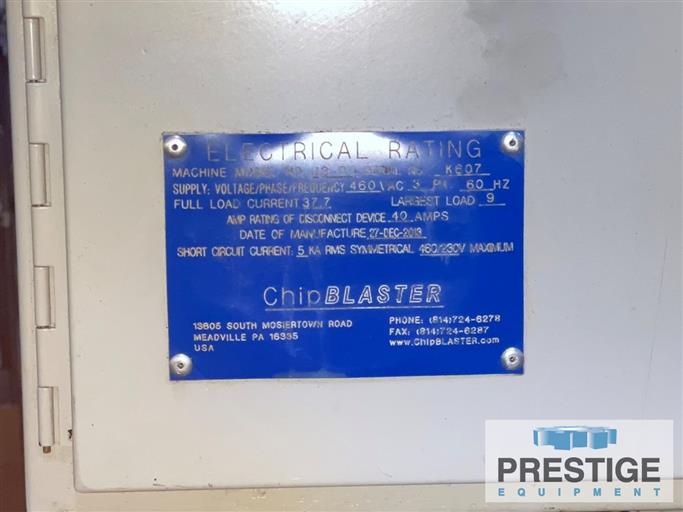 ELECTRICAL RATING
MACHINE MODEL SERIAL NO. K607
SUPPLY: VOLTAGE/PHASE/FREQUENCY 460 VAC 3 PH. 60 HZ
FULL LOAD CURRENT 37.7 LARGEST LOAD 9
AMP RATING OF DISCONNECT DEVICE 40 AMPS
DATE OF MANUFACTURE 27-DEC-2013
SHORT CIRCUIT CURRENT: 5 KA RMS SYMMETRICAL 460/230V MAXIMUM
ChipBLASTER
13605 SOUTH MOSIERTOWN ROAD
MEADVILLE PA 16335
USA
PHONE: (814)724-6278
FAX: (814)724-6287
www.ChipBLASTER.com
PRESTIGE
EQUIPMENT